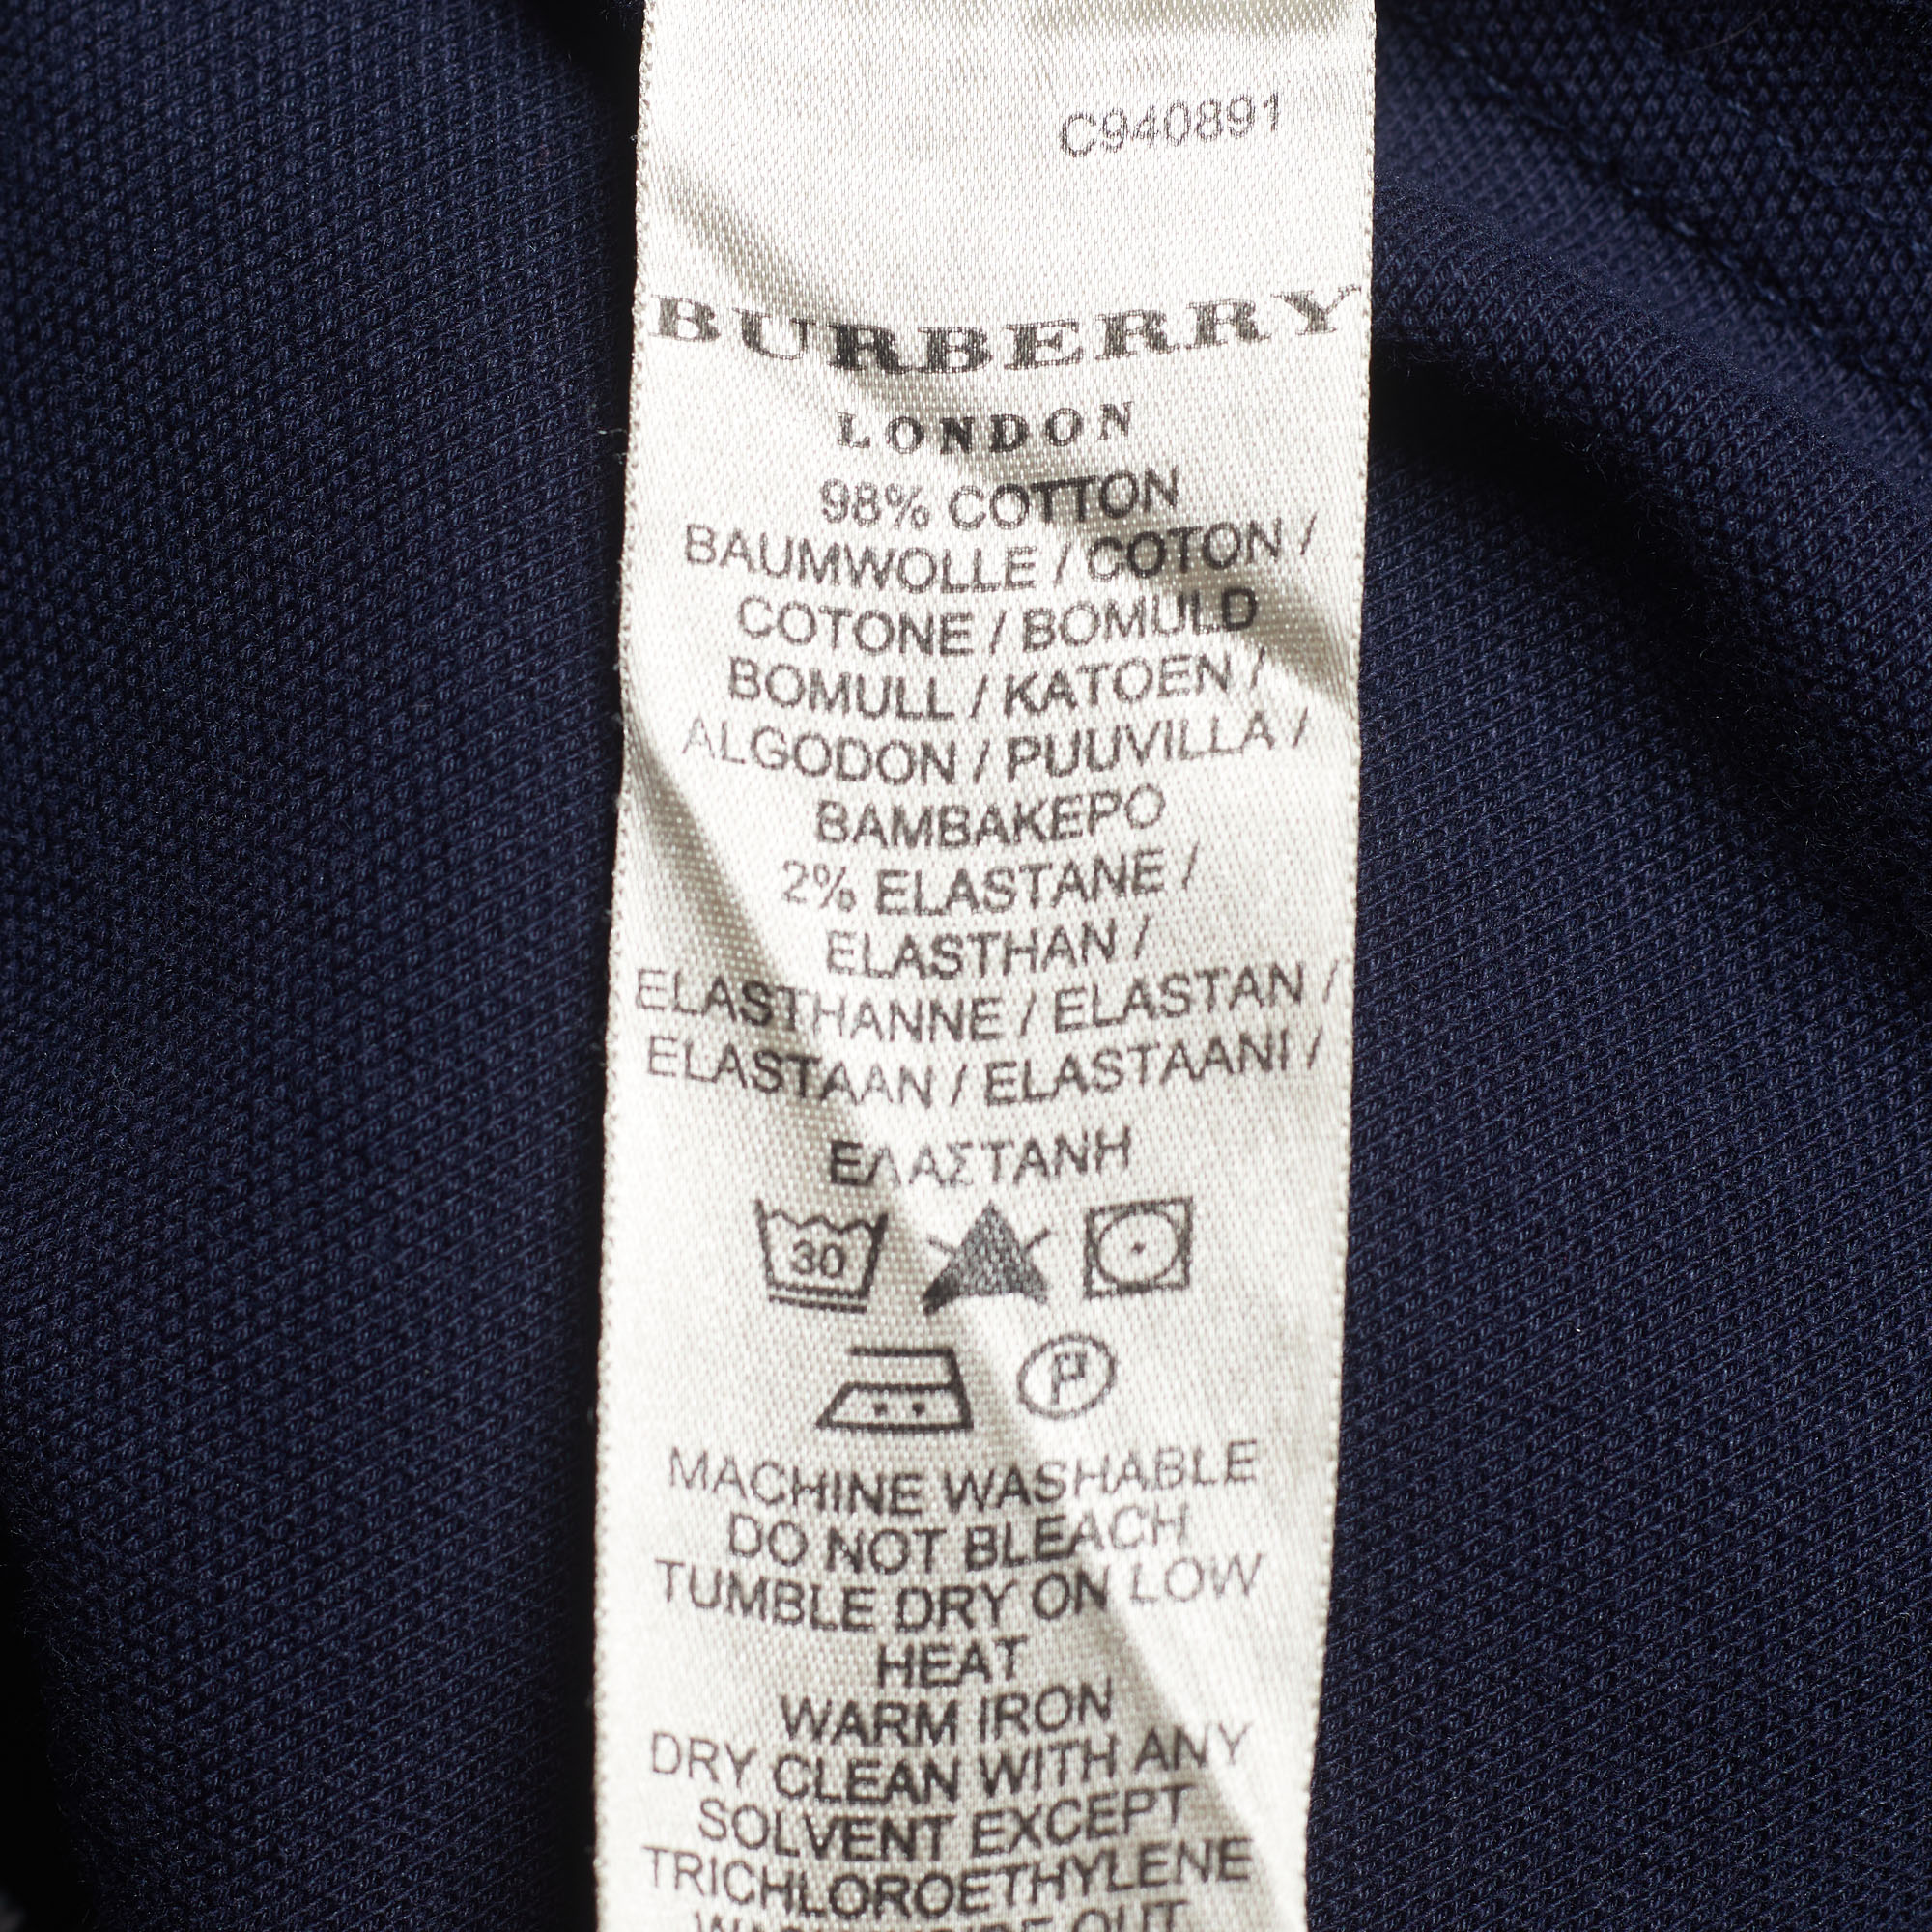 C940891
BURBERRY
LONDON
98% COTTON
BAUMWOLLE / COTON /
COTONE / BOMULD
BOMULL / KATOEN /
ALGODON / PUUVILLA /
BAMBAKEPO
2% ELASTANE /
ELASTHAN /
ELASTHANNE / ELASTAN /
ELASTAAN / ELASTAANI /
ΕΛΑΣΤΑΝΗ
30
P
MACHINE WASHABLE
DO NOT BLEACH
TUMBLE DRY ON LOW
HEAT
WARM IRON
DRY CLEAN WITH ANY
SOLVENT EXCEPT
TRICHLOROETHYLENE
OUT